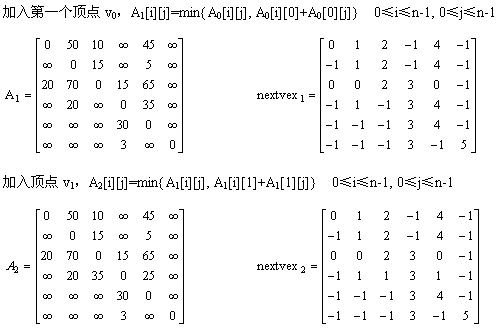 加入第一个顶点 v₀，A₁[i][j]=min{A₀[i][j], A₀[i][0]+A₀[0][j]} 0≤i≤n-1, 0≤j≤n-1
0 50 10 ∞ 45 ∞ 0 1 2 −1 4 −1
∞ 0 15 ∞ 5 ∞ −1 1 2 −1 4 −1
20 70 0 15 65 ∞ 0 0 2 3 0 −1
A₁ = ∞ 20 ∞ 0 35 ∞ nextvex ₁ = −1 1 −1 3 4 −1
∞ ∞ ∞ 30 0 ∞ −1 −1 −1 3 4 −1
∞ ∞ ∞ 3 ∞ 0 −1 −1 −1 3 −1 5
加入顶点 v₁，A₂[i][j]=min{A₁[i][j], A₁[i][1]+A₁[1][j]} 0≤i≤n-1, 0≤j≤n-1
0 50 10 ∞ 45 ∞ 0 1 2 −1 4 −1
∞ 0 15 ∞ 5 ∞ −1 1 2 −1 4 −1
20 70 0 15 65 ∞ 0 0 2 3 0 −1
A₂ = ∞ 20 35 0 25 ∞ nextvex ₂ = −1 1 1 3 1 −1
∞ ∞ ∞ 30 0 ∞ −1 −1 −1 3 4 −1
∞ ∞ ∞ 3 ∞ 0 −1 −1 −1 3 −1 5